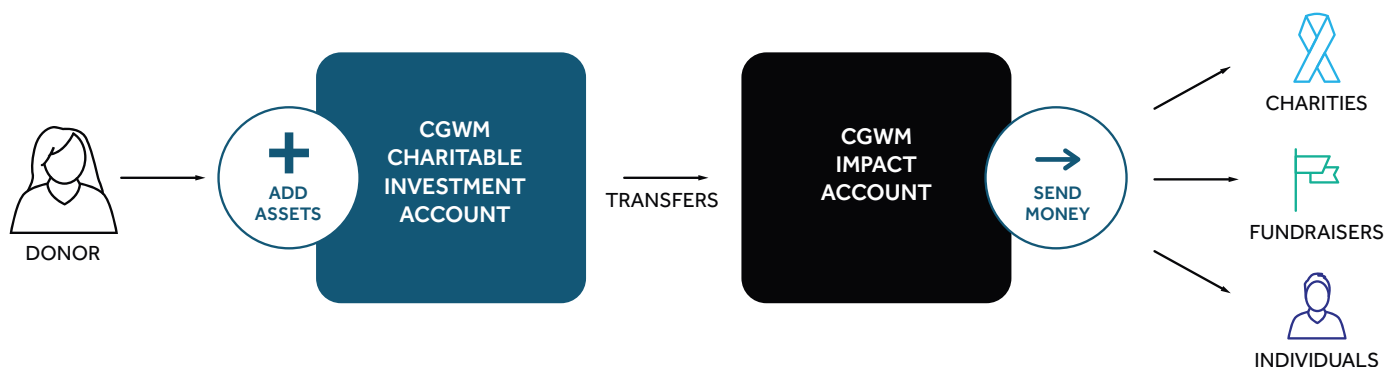 DONOR
ADD
ASSETS
CGWM
CHARITABLE
INVESTMENT
ACCOUNT
TRANSFERS
CGWM
IMPACT
ACCOUNT
SEND
MONEY
CHARITIES
FUNDRAISERS
INDIVIDUALS